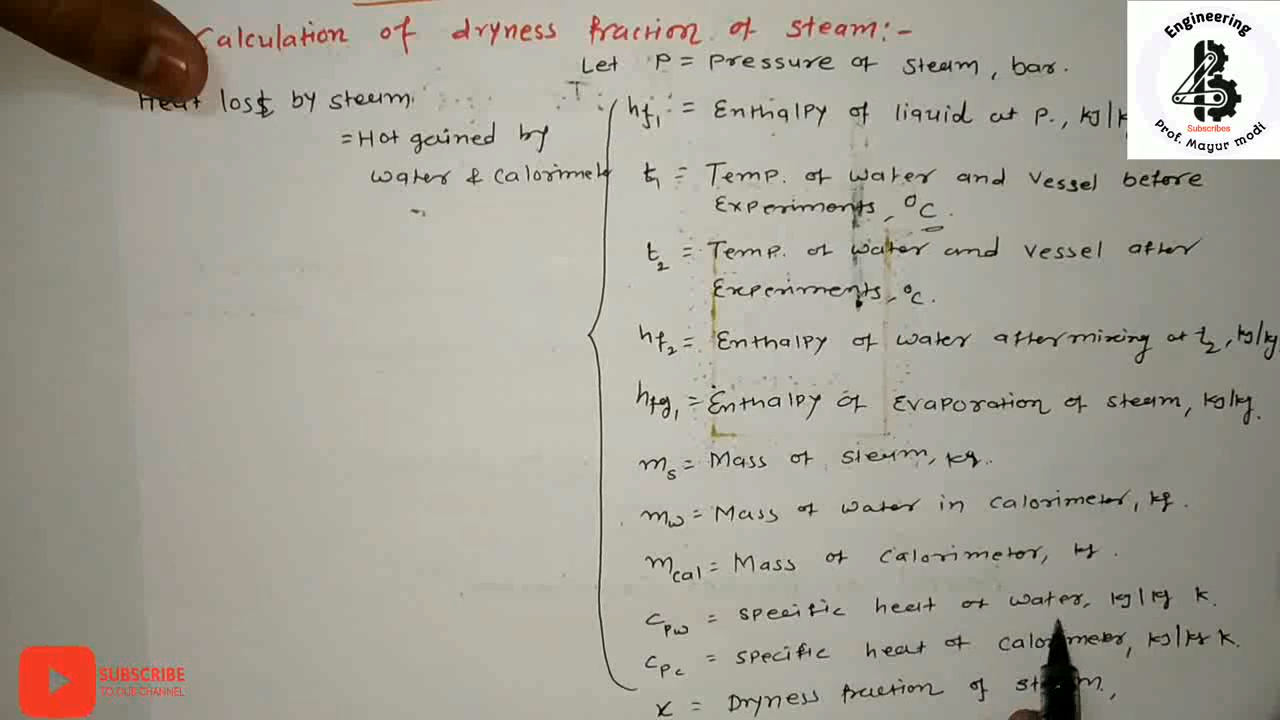 Calculation of dryness fraction of steam:-
Let P = Pressure of steam, bar.
Heat loss by steam
= Hot gained by
water & Calorimete
hf1 = Enthalpy of liquid at P., kJ/k
t1 = Temp. of water and vessel before
Experiments, °C.
t2 = Temp. of water and vessel after
Experiments, °C.
hf2 = Enthalpy of water after mixing at t2, kJ/kg
hfg1 = Enthalpy of Evaporation of steam, kJ/kg.
ms = Mass of steam, kg.
mw = Mass of water in calorimeter, kg.
mcal = Mass of Calorimeter, kg.
Cpw = specific heat of water, kJ/kg k.
Cpc = specific heat of calorimeter, kJ/kg k.
x = Dryness fraction of steam,
Engineering
Subscribes
Prof. Mayur modi
SUBSCRIBE
TO OUR CHANNEL